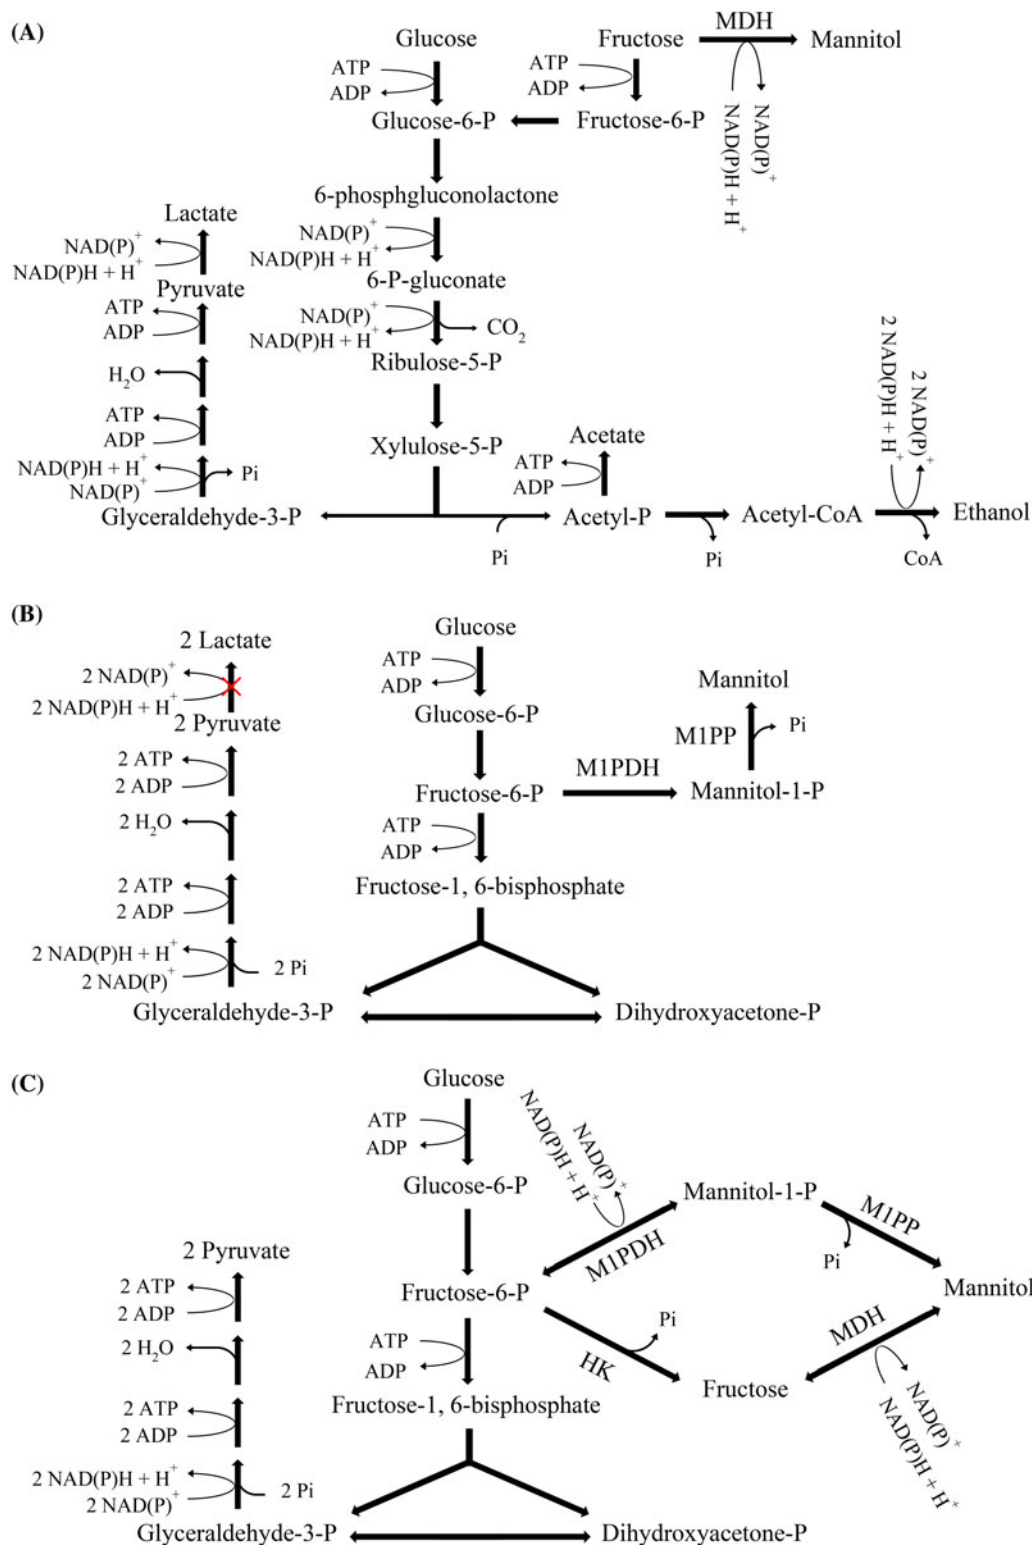 (A)
Glucose
Fructose
MDH
Mannitol
ATP
ADP
ATP
ADP
Glucose-6-P
Fructose-6-P
NAD(P)H + H+
NAD(P)+
6-phosphgluconolactone
NAD(P)+
NAD(P)H + H+
6-P-gluconate
NAD(P)+
NAD(P)H + H+
CO2
Ribulose-5-P
Xylulose-5-P
Lactate
NAD(P)+
NAD(P)H + H+
Pyruvate
ATP
ADP
H2O
ATP
ADP
NAD(P)H + H+
NAD(P)+
Pi
Glyceraldehyde-3-P
Pi
Acetate
ATP
ADP
Acetyl-P
Pi
Acetyl-CoA
2 NAD(P)H + H+
2 NAD(P)+
CoA
Ethanol
(B)
2 Lactate
2 NAD(P)+
2 NAD(P)H + H+
2 Pyruvate
2 ATP
2 ADP
2 H2O
2 ATP
2 ADP
2 NAD(P)H + H+
2 NAD(P)+
2 Pi
Glyceraldehyde-3-P
Glucose
ATP
ADP
Glucose-6-P
Fructose-6-P
M1PDH
Mannitol-1-P
M1PP
Pi
Mannitol
ATP
ADP
Fructose-1, 6-bisphosphate
Dihydroxyacetone-P
(C)
Glucose
ATP
ADP
Glucose-6-P
Fructose-6-P
NAD(P)H + H+
NAD(P)+
M1PDH
Mannitol-1-P
M1PP
Pi
Mannitol
HK
Pi
Fructose
MDH
NAD(P)+
NAD(P)H + H+
ATP
ADP
Fructose-1, 6-bisphosphate
2 Pyruvate
2 ATP
2 ADP
2 H2O
2 ATP
2 ADP
2 NAD(P)H + H+
2 NAD(P)+
2 Pi
Glyceraldehyde-3-P
Dihydroxyacetone-P